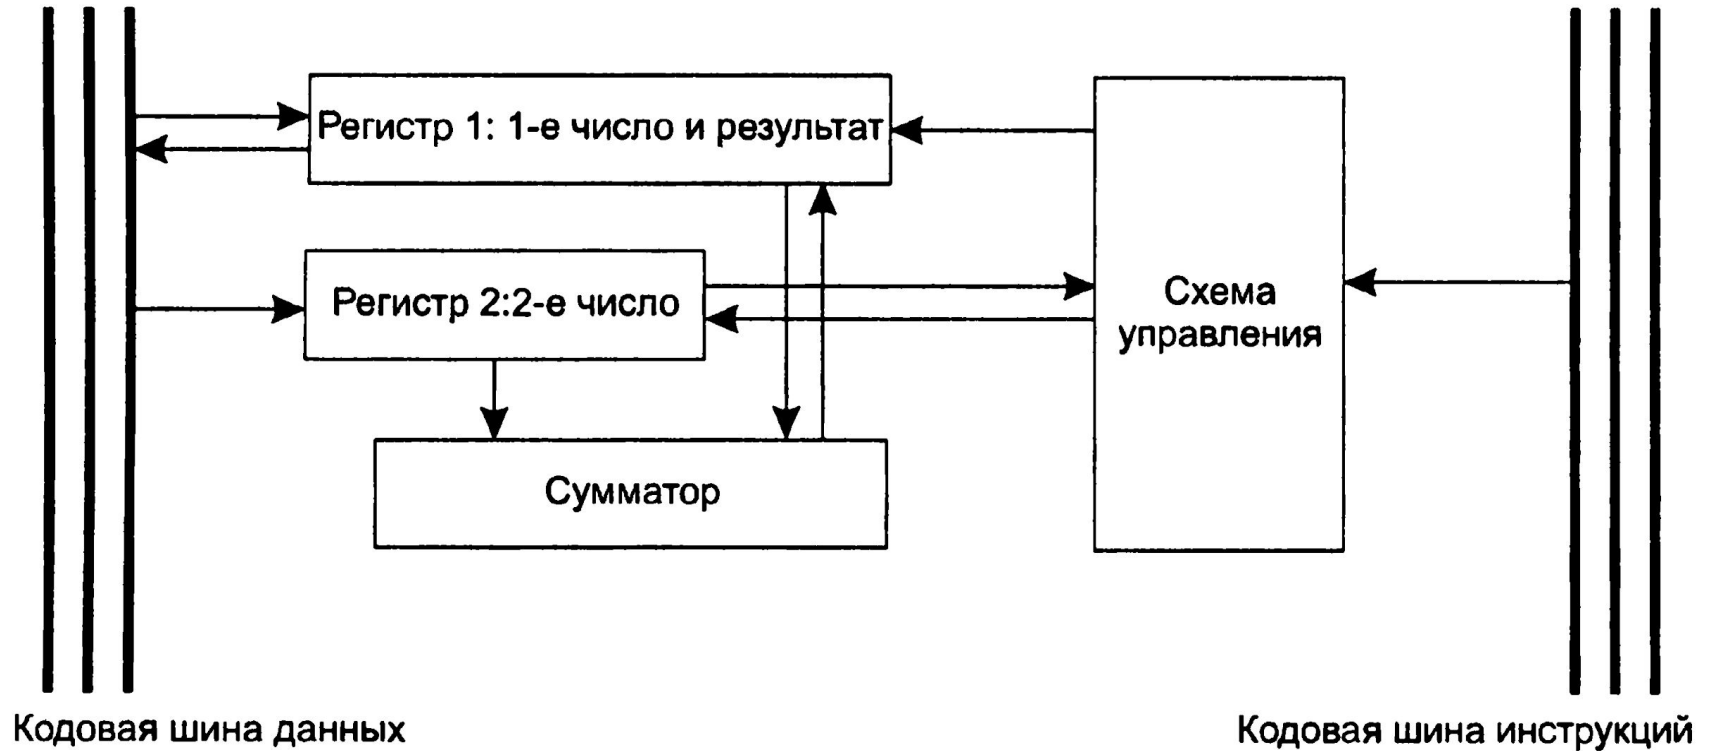 Регистр 1: 1-е число и результат
Регистр 2:2-е число
Схема
управления
Сумматор
Кодовая шина данных
Кодовая шина инструкций